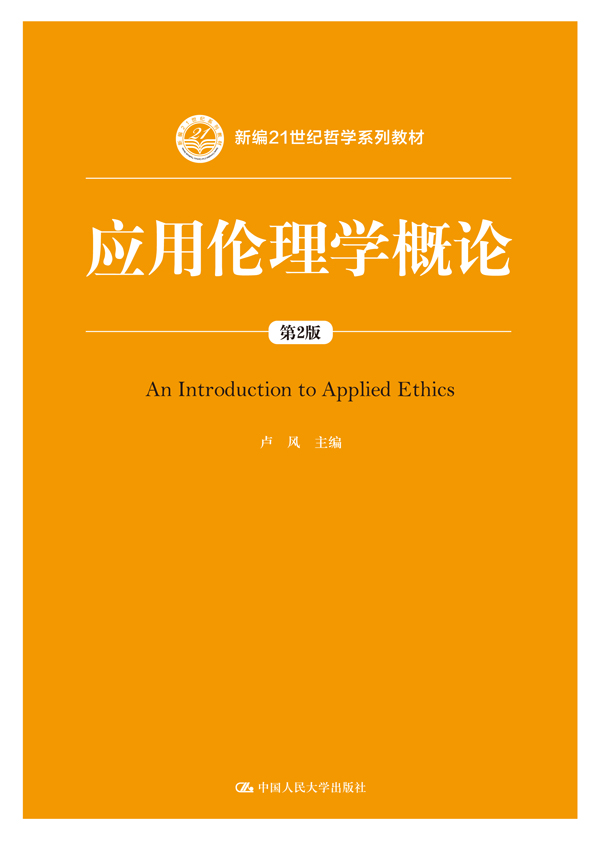 21
新编21世纪哲学系列教材
应用伦理学概论
第2版
An Introduction to Applied Ethics
卢 风 主编
中国人民大学出版社